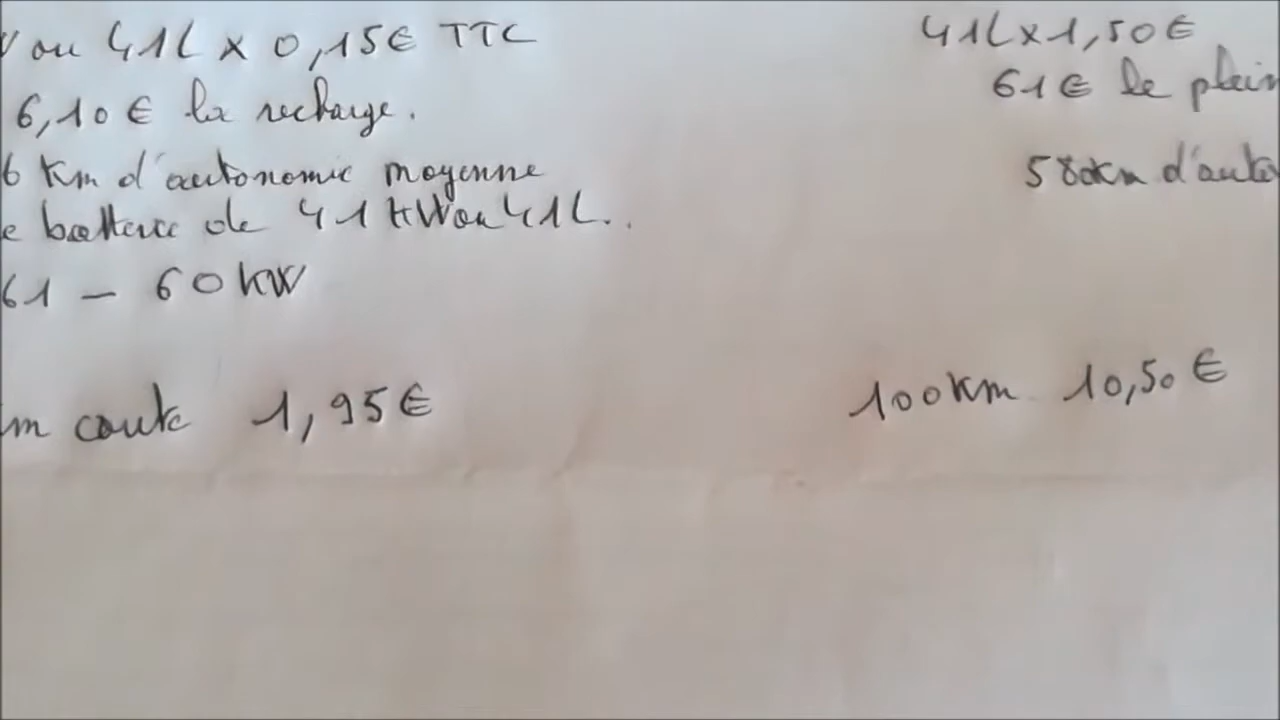 ou 41L x 0,15€ TTC
6,10€ la recharge.
6 Km d'autonomie moyenne
e batterie de 41 kW ou 41L..
61 - 60 kW
m coute 1,95€
41L x 1,50€
61€ le plein
580km d'auto
100km 10,50€